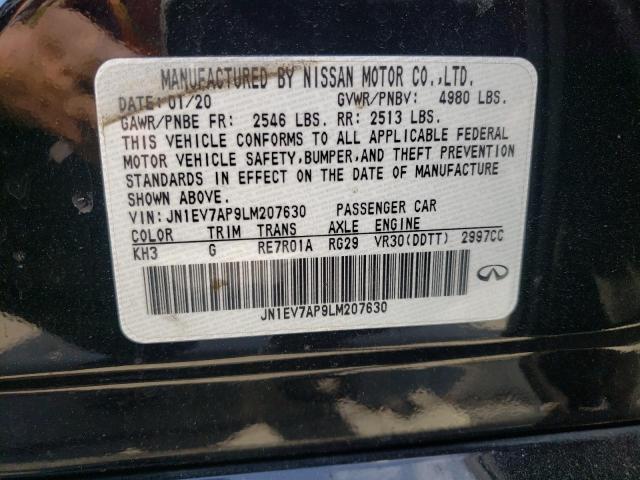 MANUFACTURED BY NISSAN MOTOR CO.,LTD.
DATE: 01/20 GVWR/PNBV: 4980 LBS.
GAWR/PNBE FR: 2546 LBS. RR: 2513 LBS.
THIS VEHICLE CONFORMS TO ALL APPLICABLE FEDERAL
MOTOR VEHICLE SAFETY,BUMPER,AND THEFT PREVENTION
STANDARDS IN EFFECT ON THE DATE OF MANUFACTURE
SHOWN ABOVE.
VIN: JN1EV7AP9LM207630 PASSENGER CAR
COLOR TRIM TRANS AXLE ENGINE
KH3 G RE7R01A RG29 VR30(DDTT) 2997CC
JN1EV7AP9LM207630